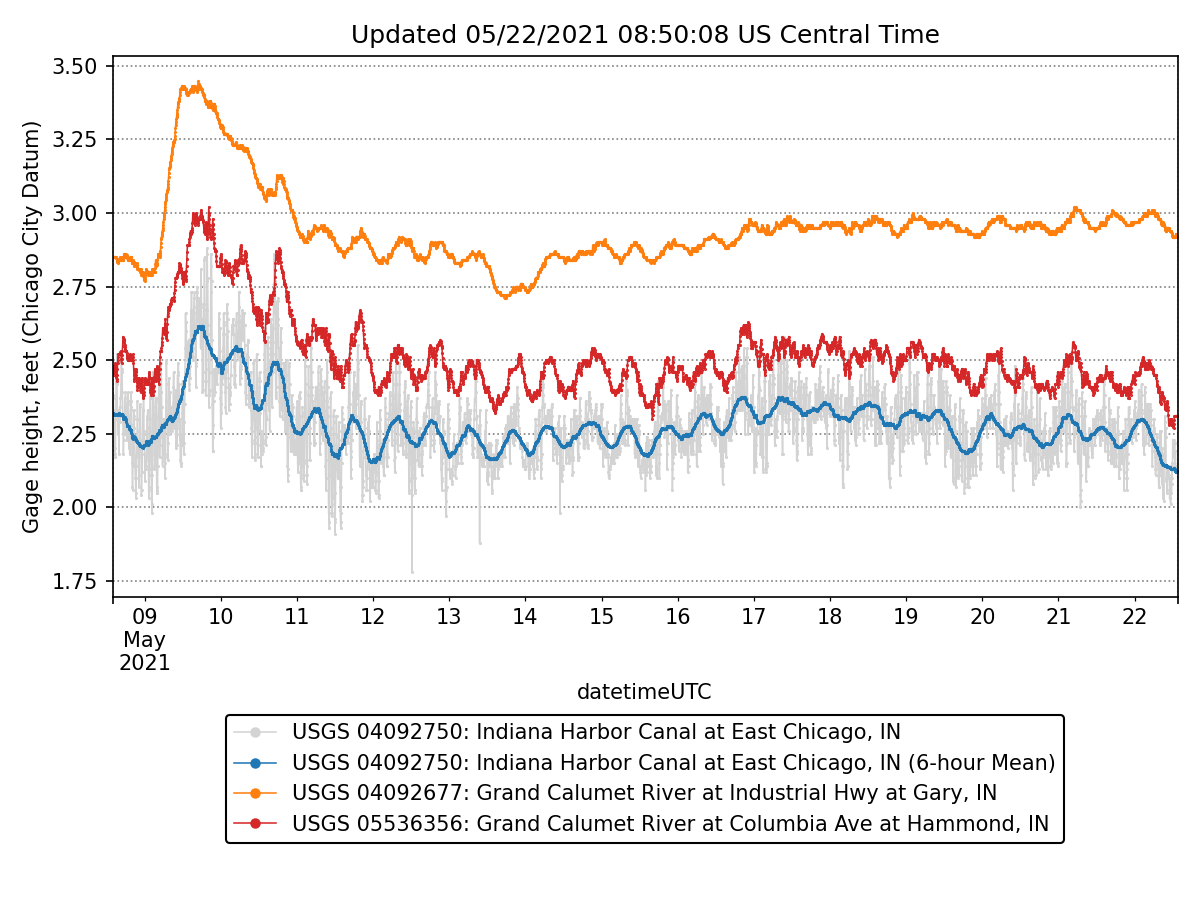 Updated 05/22/2021 08:50:08 US Central Time
Gage height, feet (Chicago City Datum)
3.50
3.25
3.00
2.75
2.50
2.25
2.00
1.75
09 10 11 12 13 14 15 16 17 18 19 20 21 22
May
2021
datetimeUTC
USGS 04092750: Indiana Harbor Canal at East Chicago, IN
USGS 04092750: Indiana Harbor Canal at East Chicago, IN (6-hour Mean)
USGS 04092677: Grand Calumet River at Industrial Hwy at Gary, IN
USGS 05536356: Grand Calumet River at Columbia Ave at Hammond, IN